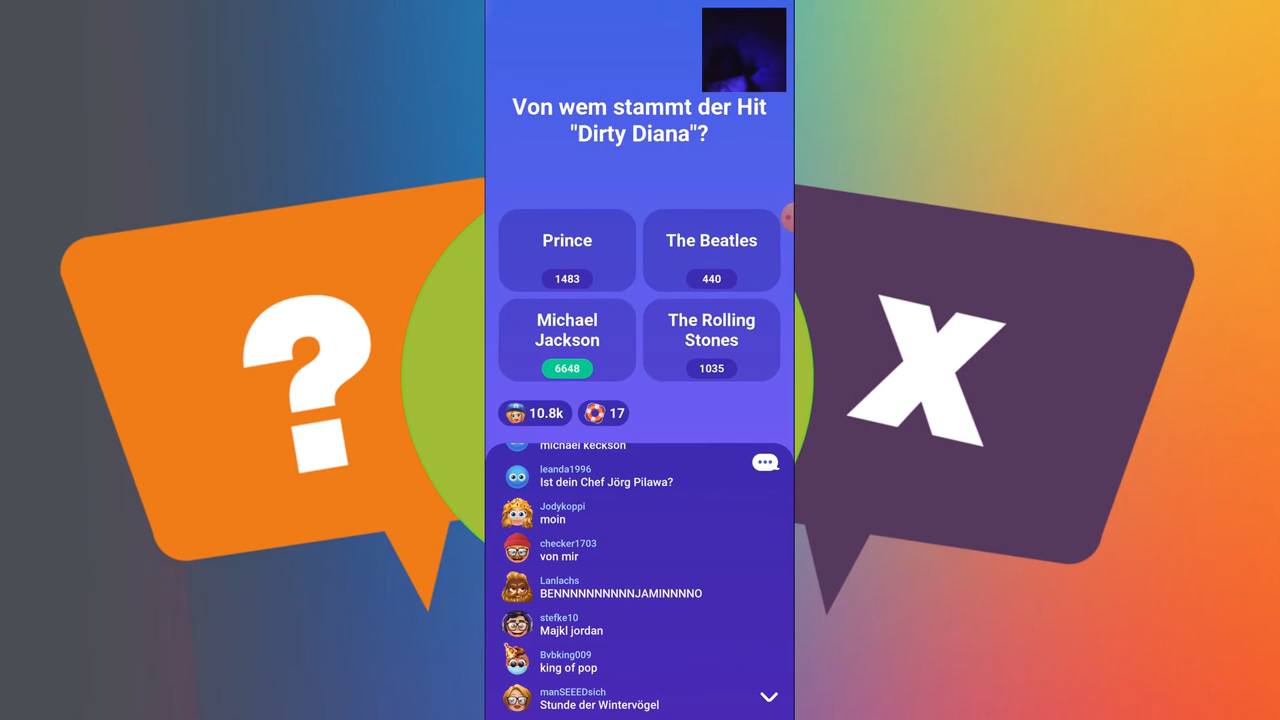 Von wem stammt der Hit
"Dirty Diana"?
Prince
1483
The Beatles
440
Michael
Jackson
6648
The Rolling
Stones
1035
10.8k
17
michael keckson
leanda1996
Ist dein Chef Jörg Pilawa?
Jodykoppi
moin
checker1703
von mir
Lanlachs
BENNNNNNNNNNJAMINNNNO
stefke10
Majkl jordan
Bvbking009
king of pop
manSEEEDsich
Stunde der Wintervögel
?
X